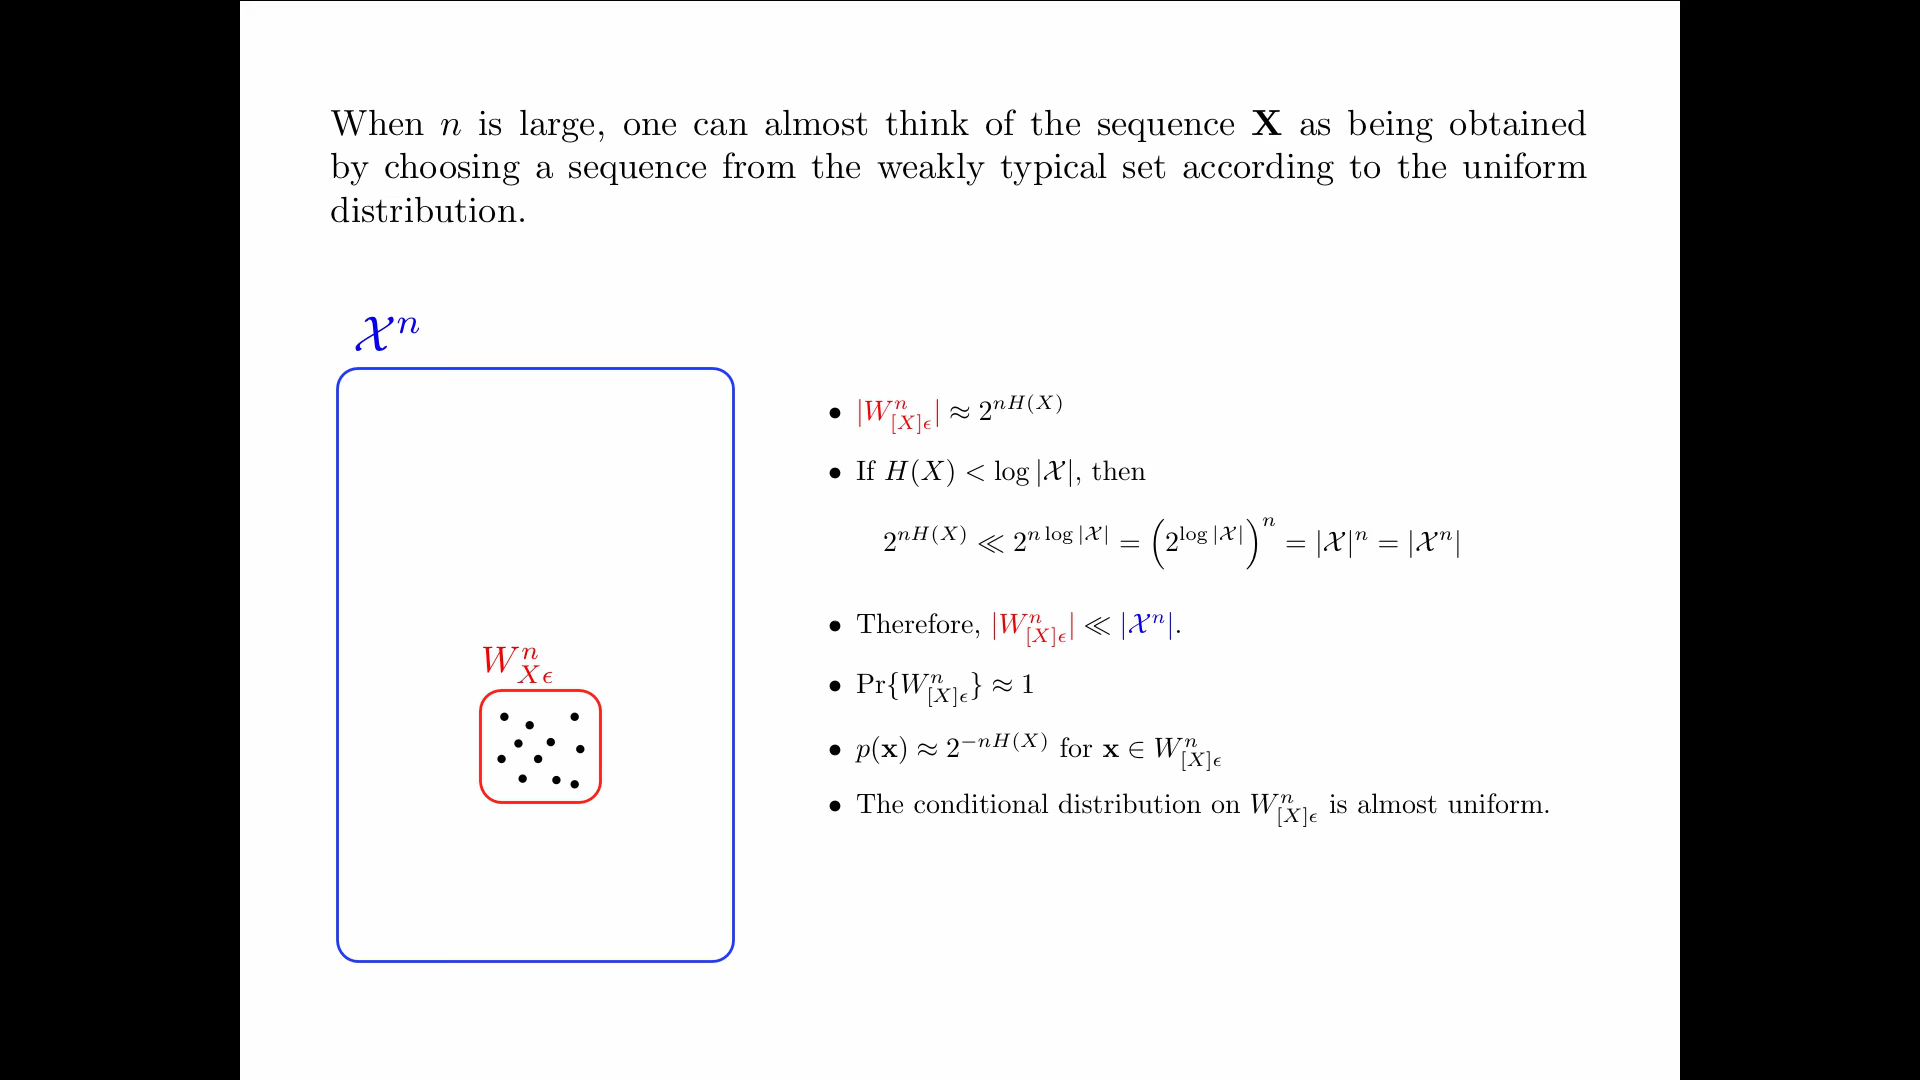 When n is large, one can almost think of the sequence X as being obtained
by choosing a sequence from the weakly typical set according to the uniform
distribution.
𝒳^n
• |W^n_{[X]ϵ}| ≈ 2^{nH(X)}
• If H(X) < log |𝒳|, then
2^{nH(X)} ≪ 2^{n log |𝒳|} = (2^{log |𝒳|})^n = |𝒳|^n = |𝒳^n|
• Therefore, |W^n_{[X]ϵ}| ≪ |𝒳^n|.
W^n_{Xϵ}
• Pr{W^n_{[X]ϵ}} ≈ 1
• p(x) ≈ 2^{−nH(X)} for x ∈ W^n_{[X]ϵ}
• The conditional distribution on W^n_{[X]ϵ} is almost uniform.